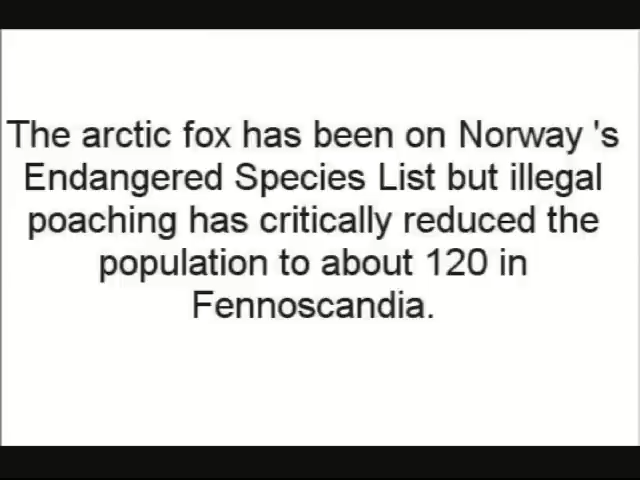 The arctic fox has been on Norway 's
Endangered Species List but illegal
poaching has critically reduced the
population to about 120 in
Fennoscandia.